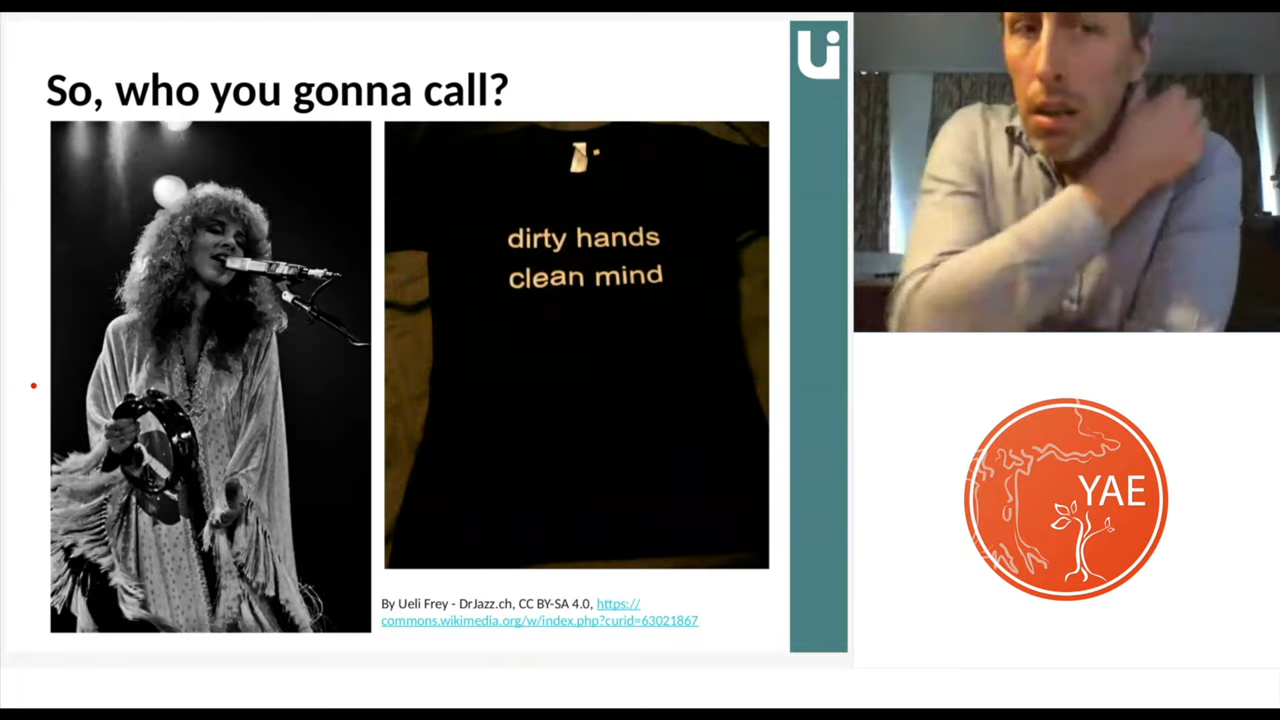 So, who you gonna call?
dirty hands
clean mind
By Ueli Frey - DrJazz.ch, CC BY-SA 4.0, https://
commons.wikimedia.org/w/index.php?curid=63021867
Ui
YAE